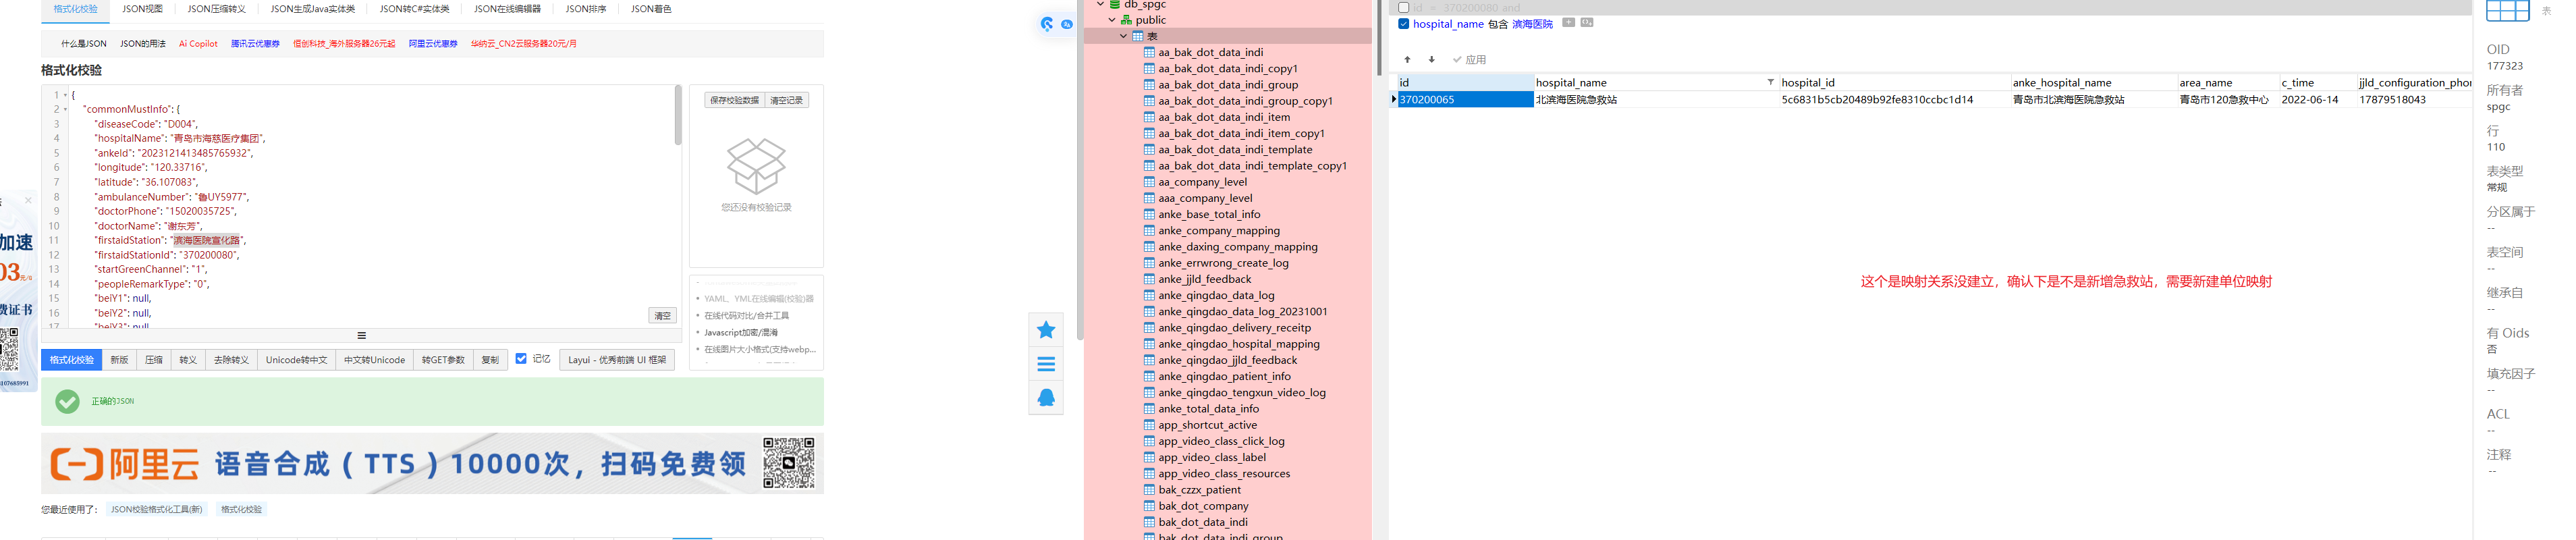 格式化校验 JSON视图 JSON压缩转义 JSON生成Java实体类 JSON转C#实体类 JSON在线编辑器 JSON排序 JSON着色
什么是JSON JSON的用法 Ai Copilot 腾讯云优惠券 恒创科技_海外服务器26元起 阿里云优惠券 华纳云_CN2云服务器20元/月
格式化校验
1 {
2 "commonMustInfo": {
3 "diseaseCode": "D004",
4 "hospitalName": "青岛市海慈医疗集团",
5 "ankeId": "2023121413485765932",
6 "longitude": "120.33716",
7 "latitude": "36.107083",
8 "ambulanceNumber": "鲁UY5977",
9 "doctorPhone": "15020035725",
10 "doctorName": "谢东芳",
11 "firstaidStation": "滨海医院宣化路",
12 "firstaidStationId": "370200080",
13 "startGreenChannel": "1",
14 "peopleRemarkType": "0",
15 "beiY1": null,
16 "beiY2": null,
17 "beiY3": null,
清空
保存校验数据 清空记录
您还没有校验记录
YAML、YML在线编辑(校验)器
在线代码对比/合并工具
Javascript加密/混淆
在线图片大小格式(支持webp...
格式化校验 新版 压缩 转义 去除转义 Unicode转中文 中文转Unicode 转GET参数 复制 记忆 Layui - 优秀前端 UI 框架
正确的JSON
阿里云 语音合成（TTS）10000次，扫码免费领
您最近使用了： JSON校验格式化工具(新) 格式化校验
加速
03元/年
费证书
107685991
db_spgc
public
表
aa_bak_dot_data_indi
aa_bak_dot_data_indi_copy1
aa_bak_dot_data_indi_group
aa_bak_dot_data_indi_group_copy1
aa_bak_dot_data_indi_item
aa_bak_dot_data_indi_item_copy1
aa_bak_dot_data_indi_template
aa_bak_dot_data_indi_template_copy1
aa_company_level
aaa_company_level
anke_base_total_info
anke_company_mapping
anke_daxing_company_mapping
anke_errwrong_create_log
anke_jjld_feedback
anke_qingdao_data_log
anke_qingdao_data_log_20231001
anke_qingdao_delivery_receitp
anke_qingdao_hospital_mapping
anke_qingdao_jjld_feedback
anke_qingdao_patient_info
anke_qingdao_tengxun_video_log
anke_total_data_info
app_shortcut_active
app_video_class_click_log
app_video_class_label
app_video_class_resources
bak_czzx_patient
bak_dot_company
bak_dot_data_indi
bak_dot_data_indi_group
id = 370200080 and
hospital_name 包含 滨海医院
应用
id hospital_name hospital_id anke_hospital_name area_name c_time jjld_configuration_phon
370200065 北滨海医院急救站 5c6831b5cb20489b92fe8310ccbc1d14 青岛市北滨海医院急救站 青岛市120急救中心 2022-06-14 17879518043
这个是映射关系没建立，确认下是不是新增急救站，需要新建单位映射
表
OID
177323
所有者
spgc
行
110
表类型
常规
分区属于
--
表空间
--
继承自
--
有 Oids
否
填充因子
--
ACL
--
注释
--